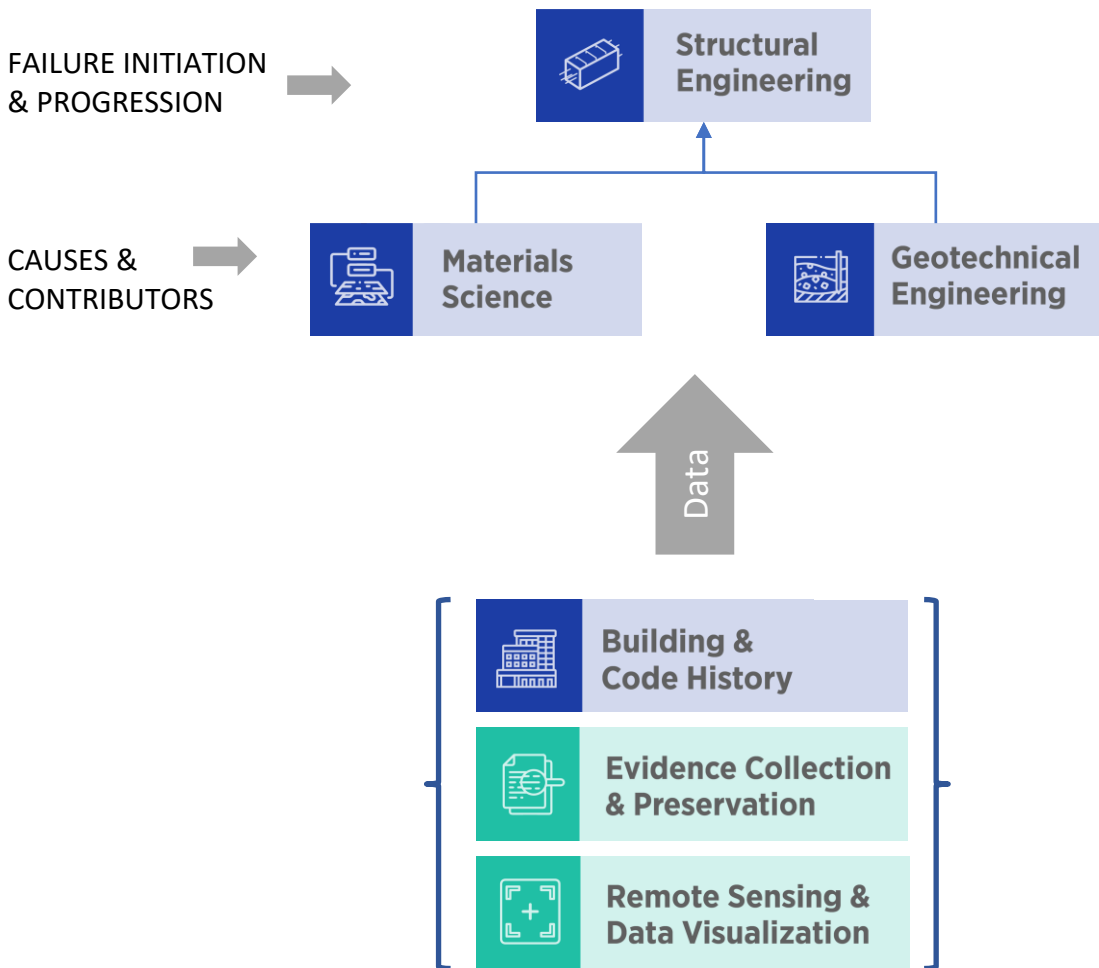 FAILURE INITIATION
& PROGRESSION
Structural
Engineering
CAUSES &
CONTRIBUTORS
Materials
Science
Geotechnical
Engineering
Data
Building &
Code History
Evidence Collection
& Preservation
Remote Sensing &
Data Visualization